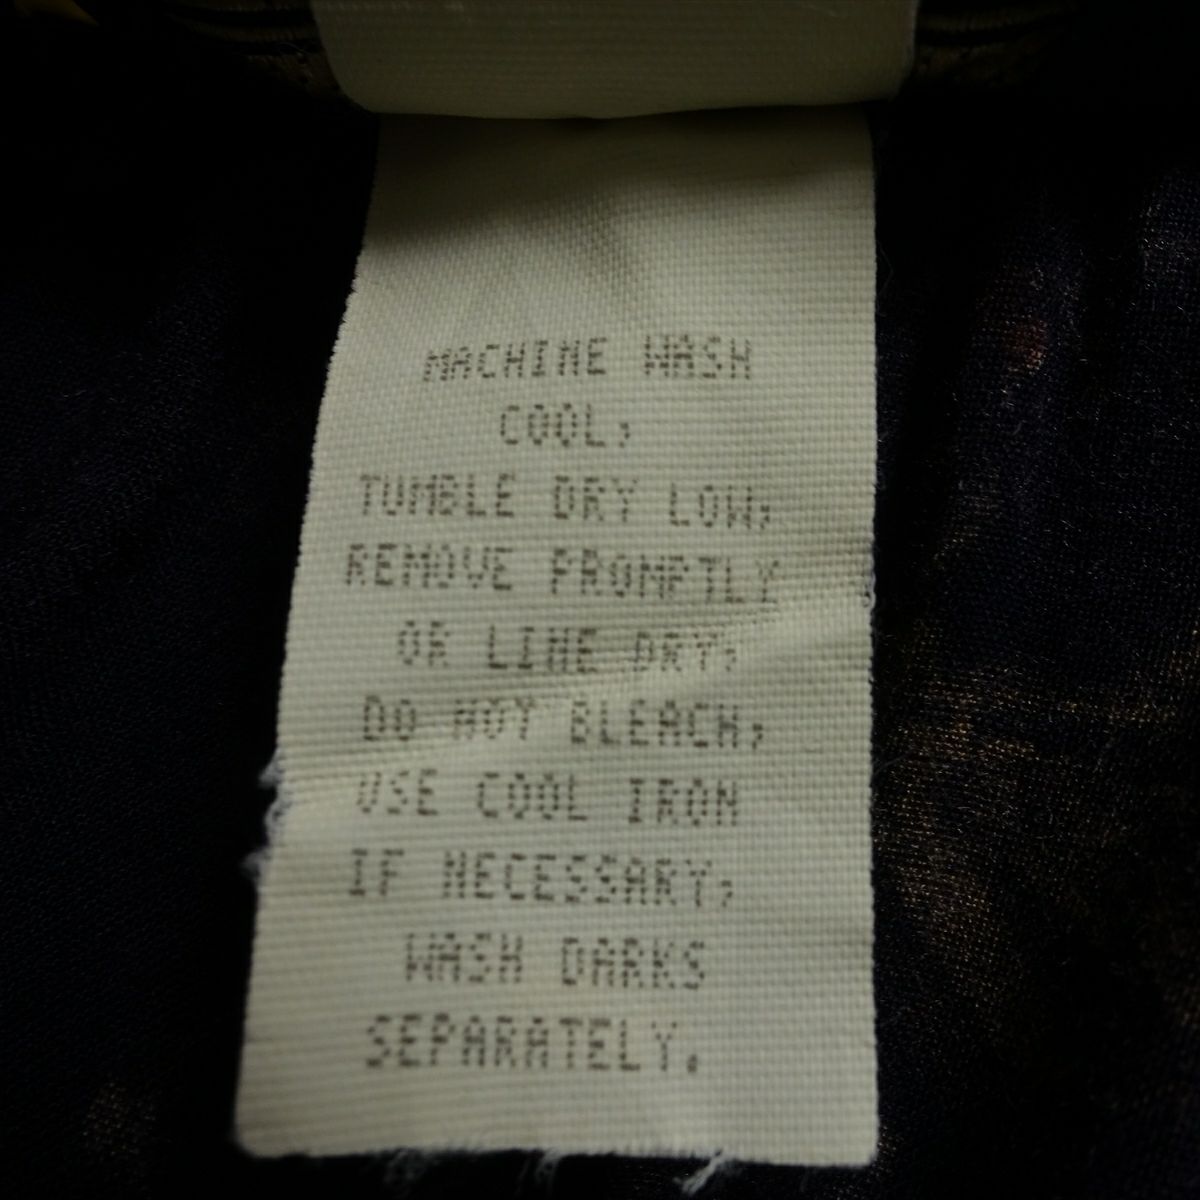 MACHINE WASH
COOL,
TUMBLE DRY LOW,
REMOVE PROMPTLY
OR LINE DRY,
DO NOT BLEACH,
USE COOL IRON
IF NECESSARY,
WASH DARKS
SEPARATELY.